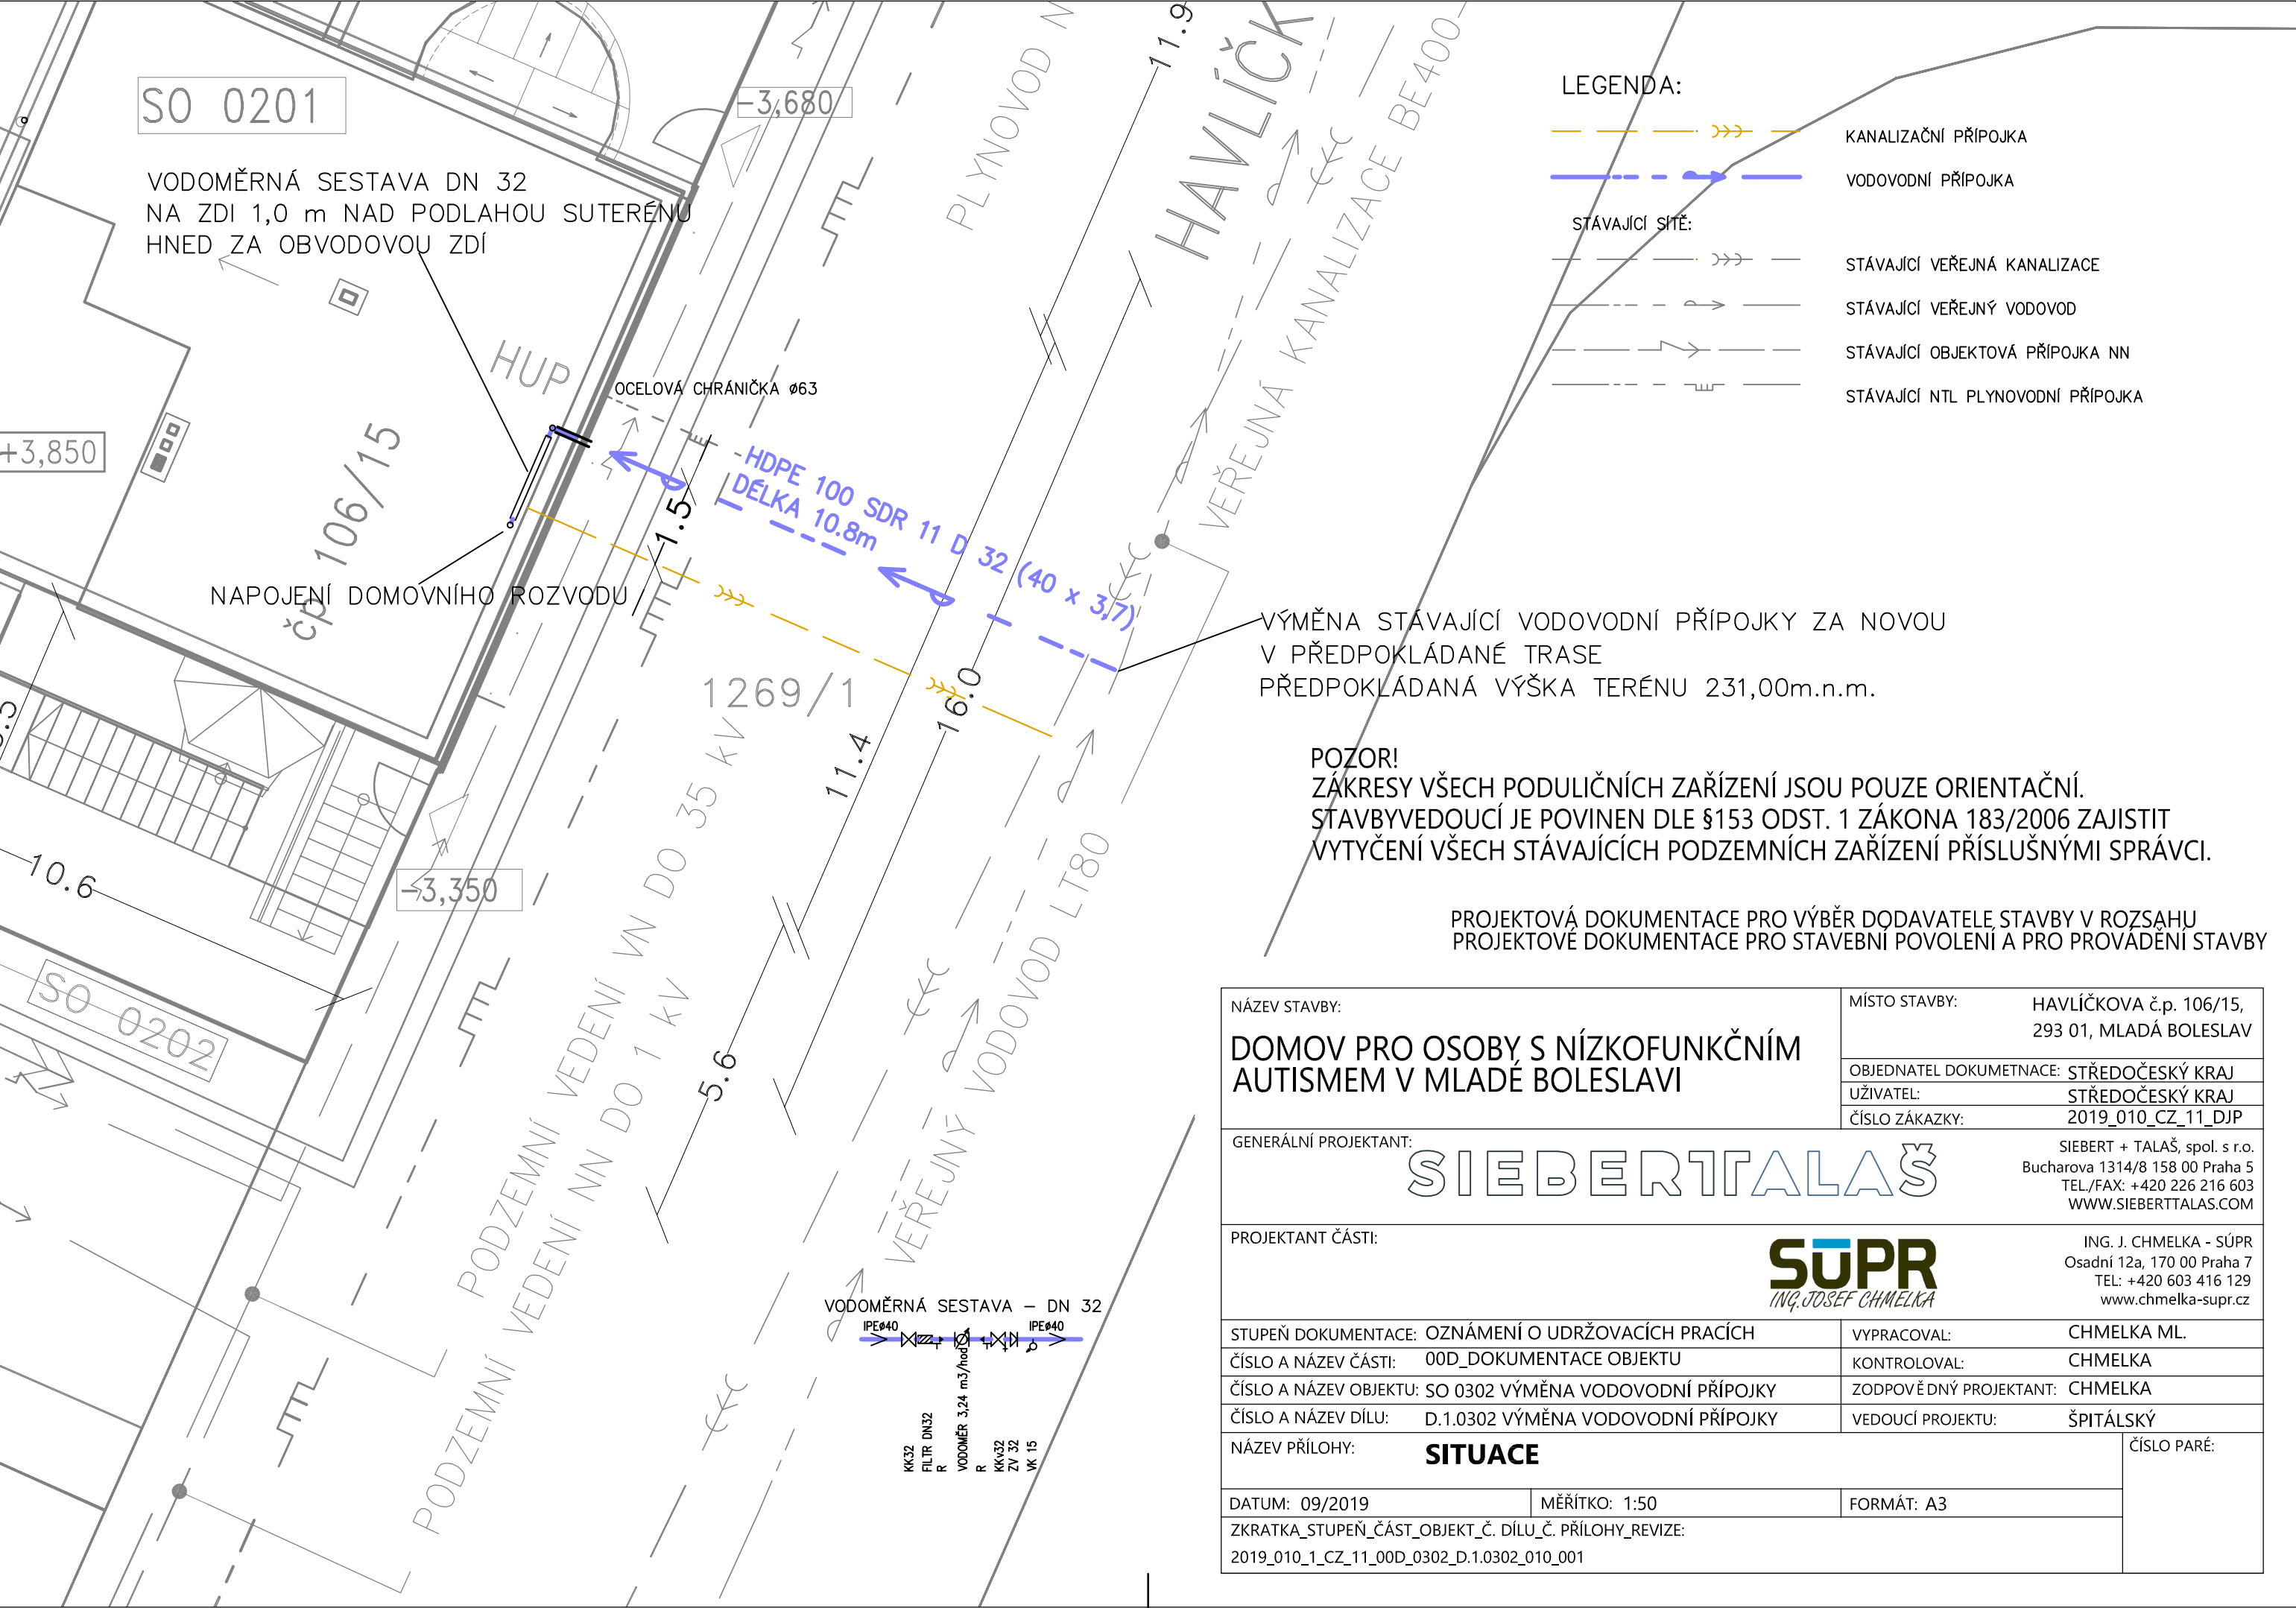 SO 0201
VODOMĚRNÁ SESTAVA DN 32
NA ZDI 1,0 m NAD PODLAHOU SUTERÉNU
HNED ZA OBVODOVOU ZDÍ
-3,680
PLYNOVOD N
11.9
HAVLÍČK
VEŘEJNÁ KANALIZACE BE400
LEGENDA:
KANALIZAČNÍ PŘÍPOJKA
VODOVODNÍ PŘÍPOJKA
STÁVAJÍCÍ SÍTĚ:
STÁVAJÍCÍ VEŘEJNÁ KANALIZACE
STÁVAJÍCÍ VEŘEJNÝ VODOVOD
STÁVAJÍCÍ OBJEKTOVÁ PŘÍPOJKA NN
STÁVAJÍCÍ NTL PLYNOVODNÍ PŘÍPOJKA
HUP
OCELOVÁ CHRÁNIČKA ø63
+3,850
čp 106/15
HDPE 100 SDR 11 D 32 (40 x 3,7)
DÉLKA 10.8m
1.5
NAPOJENÍ DOMOVNÍHO ROZVODU
1269/1
16.0
11.4
VÝMĚNA STÁVAJÍCÍ VODOVODNÍ PŘÍPOJKY ZA NOVOU
V PŘEDPOKLÁDANÉ TRASE
PŘEDPOKLÁDANÁ VÝŠKA TERÉNU 231,00m.n.m.
POZOR!
ZÁKRESY VŠECH PODULIČNÍCH ZAŘÍZENÍ JSOU POUZE ORIENTAČNÍ.
STAVBYVEDOUCÍ JE POVINEN DLE §153 ODST. 1 ZÁKONA 183/2006 ZAJISTIT
VYTYČENÍ VŠECH STÁVAJÍCÍCH PODZEMNÍCH ZAŘÍZENÍ PŘÍSLUŠNÝMI SPRÁVCI.
10.6
-3,350
SO 0202
5.6
PODZEMNÍ VEDENÍ VN DO 35 kV
PODZEMNÍ VEDENÍ NN DO 1 kV
VEŘEJNÝ VODOVOD LT80
PROJEKTOVÁ DOKUMENTACE PRO VÝBĚR DODAVATELE STAVBY V ROZSAHU
PROJEKTOVÉ DOKUMENTACE PRO STAVEBNÍ POVOLENÍ A PRO PROVÁDĚNÍ STAVBY
VODOMĚRNÁ SESTAVA – DN 32
IPEø40
IPEø40
KK32
FILTR DN32
R
VODOMĚR 3,24 m3/hod
R
KKv32
ZV 32
VK 15
NÁZEV STAVBY:
DOMOV PRO OSOBY S NÍZKOFUNKČNÍM
AUTISMEM V MLADÉ BOLESLAVI
MÍSTO STAVBY: HAVLÍČKOVA č.p. 106/15,
293 01, MLADÁ BOLESLAV
OBJEDNATEL DOKUMETNACE: STŘEDOČESKÝ KRAJ
UŽIVATEL: STŘEDOČESKÝ KRAJ
ČÍSLO ZÁKAZKY: 2019_010_CZ_11_DJP
GENERÁLNÍ PROJEKTANT:
SIEBERTTALAŠ
SIEBERT + TALAŠ, spol. s r.o.
Bucharova 1314/8 158 00 Praha 5
TEL./FAX: +420 226 216 603
WWW.SIEBERTTALAS.COM
PROJEKTANT ČÁSTI:
SŪPR
ING. JOSEF CHMELKA
ING. J. CHMELKA - SÚPR
Osadní 12a, 170 00 Praha 7
TEL: +420 603 416 129
www.chmelka-supr.cz
STUPEŇ DOKUMENTACE: OZNÁMENÍ O UDRŽOVACÍCH PRACÍCH
VYPRACOVAL: CHMELKA ML.
ČÍSLO A NÁZEV ČÁSTI: 00D_DOKUMENTACE OBJEKTU
KONTROLOVAL: CHMELKA
ČÍSLO A NÁZEV OBJEKTU: SO 0302 VÝMĚNA VODOVODNÍ PŘÍPOJKY
ZODPOVĚDNÝ PROJEKTANT: CHMELKA
ČÍSLO A NÁZEV DÍLU: D.1.0302 VÝMĚNA VODOVODNÍ PŘÍPOJKY
VEDOUCÍ PROJEKTU: ŠPITÁLSKÝ
NÁZEV PŘÍLOHY: SITUACE
ČÍSLO PARÉ:
DATUM: 09/2019
MĚŘÍTKO: 1:50
FORMÁT: A3
ZKRATKA_STUPEŇ_ČÁST_OBJEKT_Č. DÍLU_Č. PŘÍLOHY_REVIZE:
2019_010_1_CZ_11_00D_0302_D.1.0302_010_001